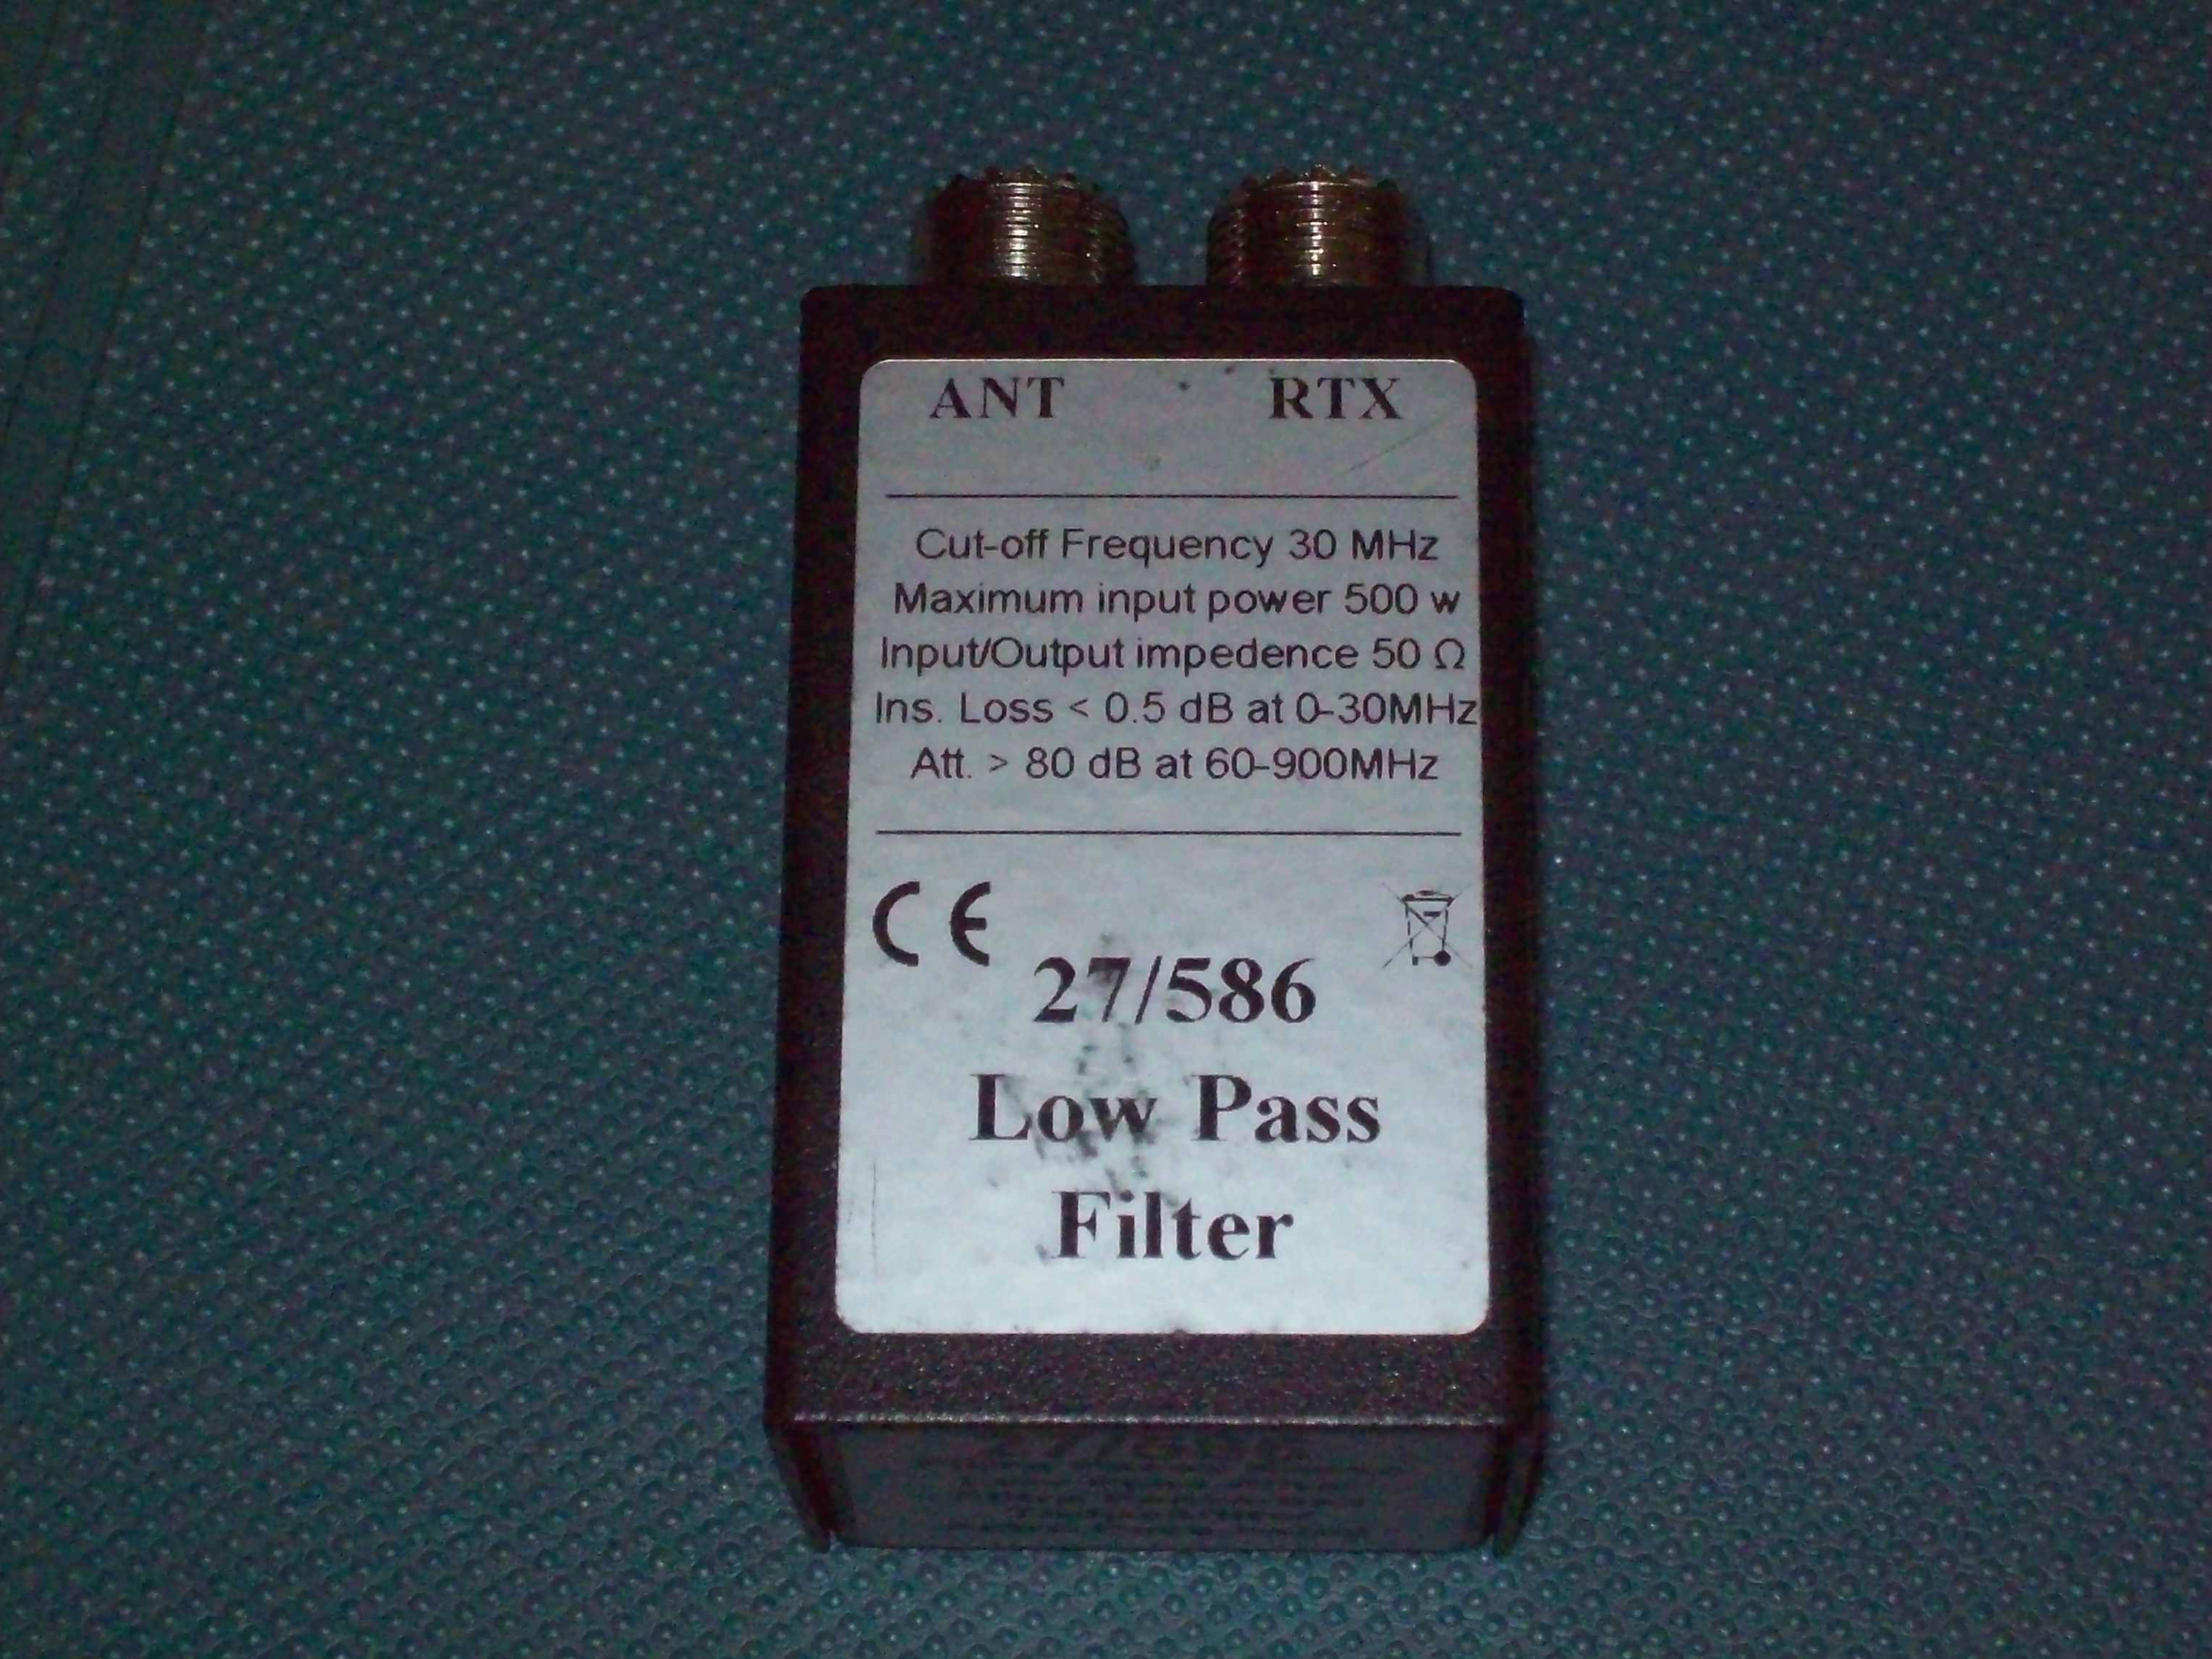 ANT RTX
Cut-off Frequency 30 MHz
Maximum input power 500 w
Input/Output impedence 50 Ω
Ins. Loss < 0.5 dB at 0-30MHz
Att. > 80 dB at 60-900MHz
CE
27/586
Low Pass
Filter